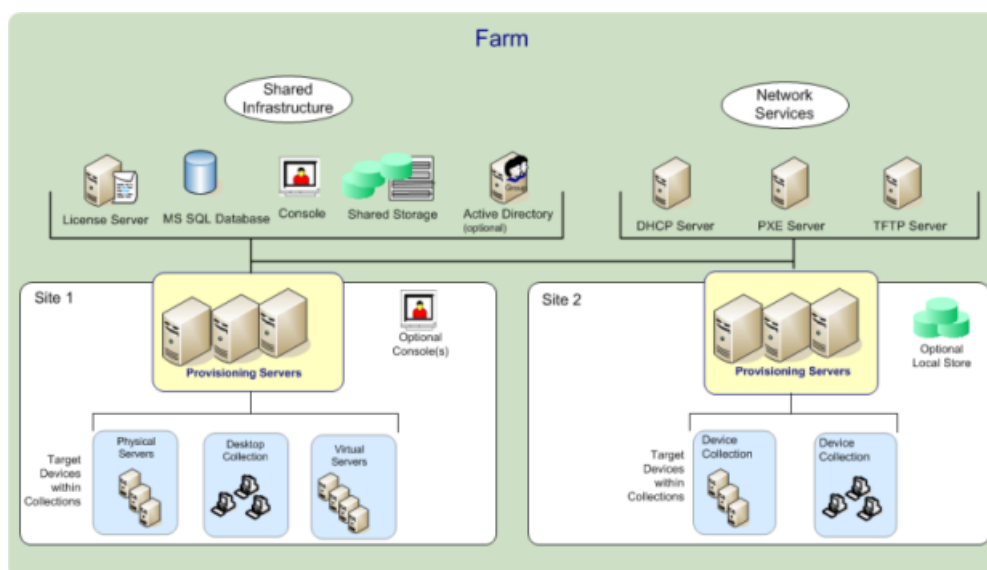 Farm
Shared
Infrastructure
Network
Services
License Server
MS SQL Database
Console
Shared Storage
Group
Active Directory
(optional)
DHCP Server
PXE Server
TFTP Server
Site 1
Provisioning Servers
Optional
Console(s)
Target
Devices
within
Collections
Physical
Servers
Desktop
Collection
Virtual
Servers
Site 2
Provisioning Servers
Optional
Local Store
Target
Devices
within
Collections
Device
Collection
Device
Collection